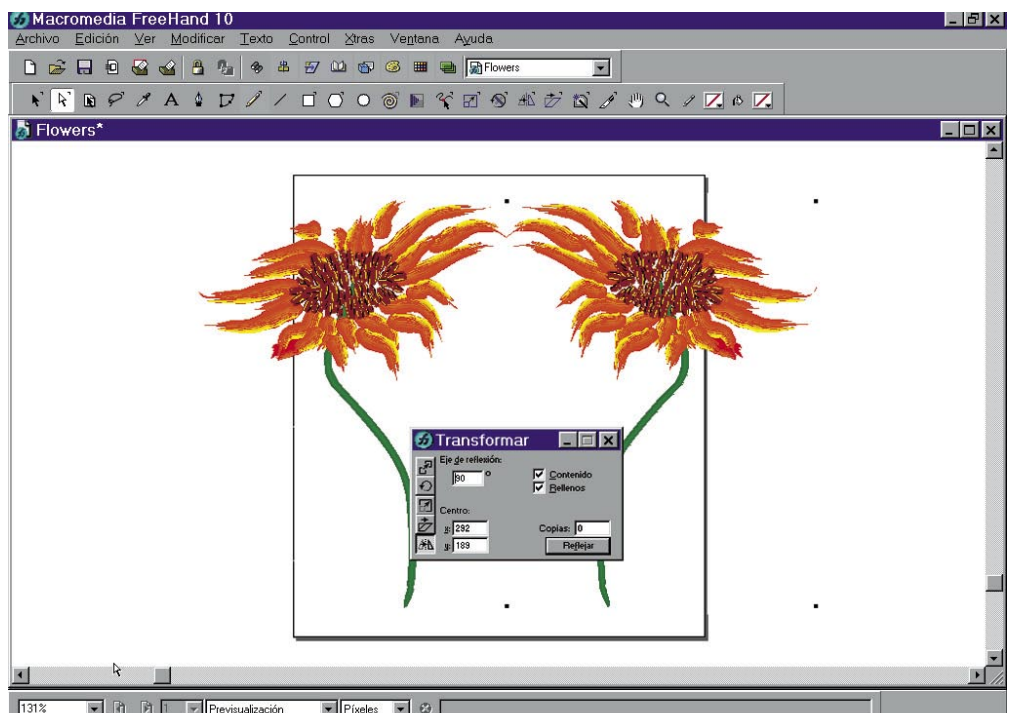 Macromedia FreeHand 10
Archivo Edición Ver Modificar Texto Control Xtras Ventana Ayuda
Flowers
Flowers*
Transformar
Eje de reflexión:
90 °
Contenido
Rellenos
Centro:
x: 292
Copias: 0
y: 189
Reflejar
131%
1
Previsualización
Píxeles